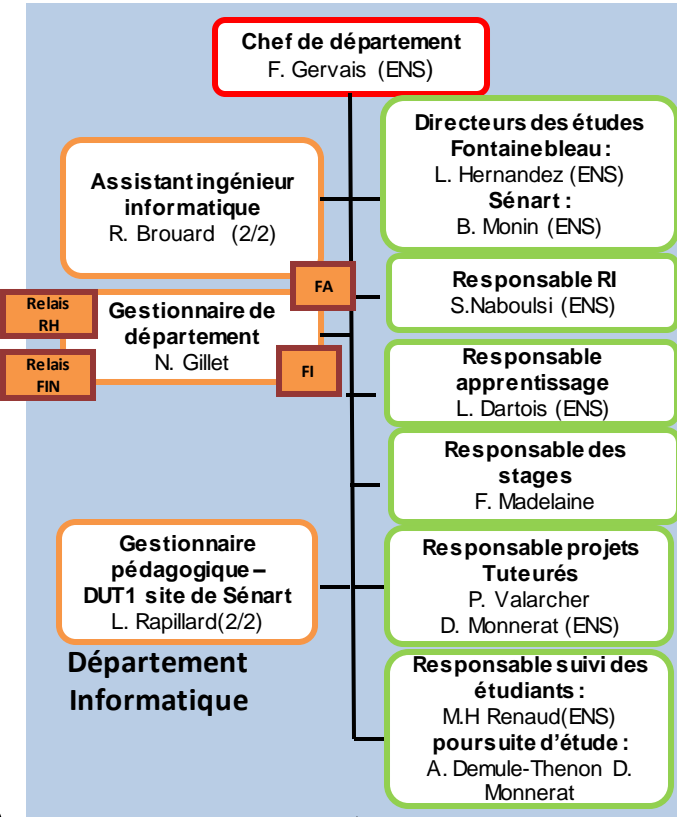 Chef de département
F. Gervais (ENS)
Directeurs des études
Fontainebleau :
L. Hernandez (ENS)
Sénart :
B. Monin (ENS)
Assistant ingénieur
informatique
R. Brouard (2/2)
FA
Responsable RI
S.Naboulsi (ENS)
Relais
RH
Gestionnaire de
département
N. Gillet
Relais
FIN
FI
Responsable
apprentissage
L. Dartois (ENS)
Responsable des
stages
F. Madelaine
Gestionnaire
pédagogique –
DUT1 site de Sénart
L. Rapillard(2/2)
Responsable projets
Tuteurés
P. Valarcher
D. Monnerat (ENS)
Département
Informatique
Responsable suivi des
étudiants :
M.H Renaud(ENS)
poursuite d’étude :
A. Demule-Thenon D.
Monnerat